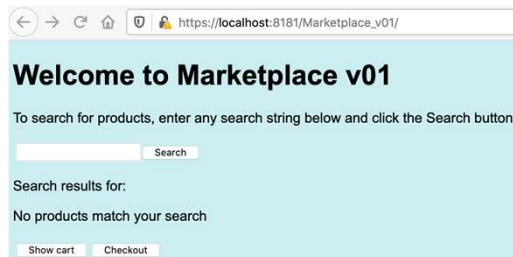 https://localhost:8181/Marketplace_v01/
Welcome to Marketplace v01
To search for products, enter any search string below and click the Search button
Search
Search results for:
No products match your search
Show cart Checkout